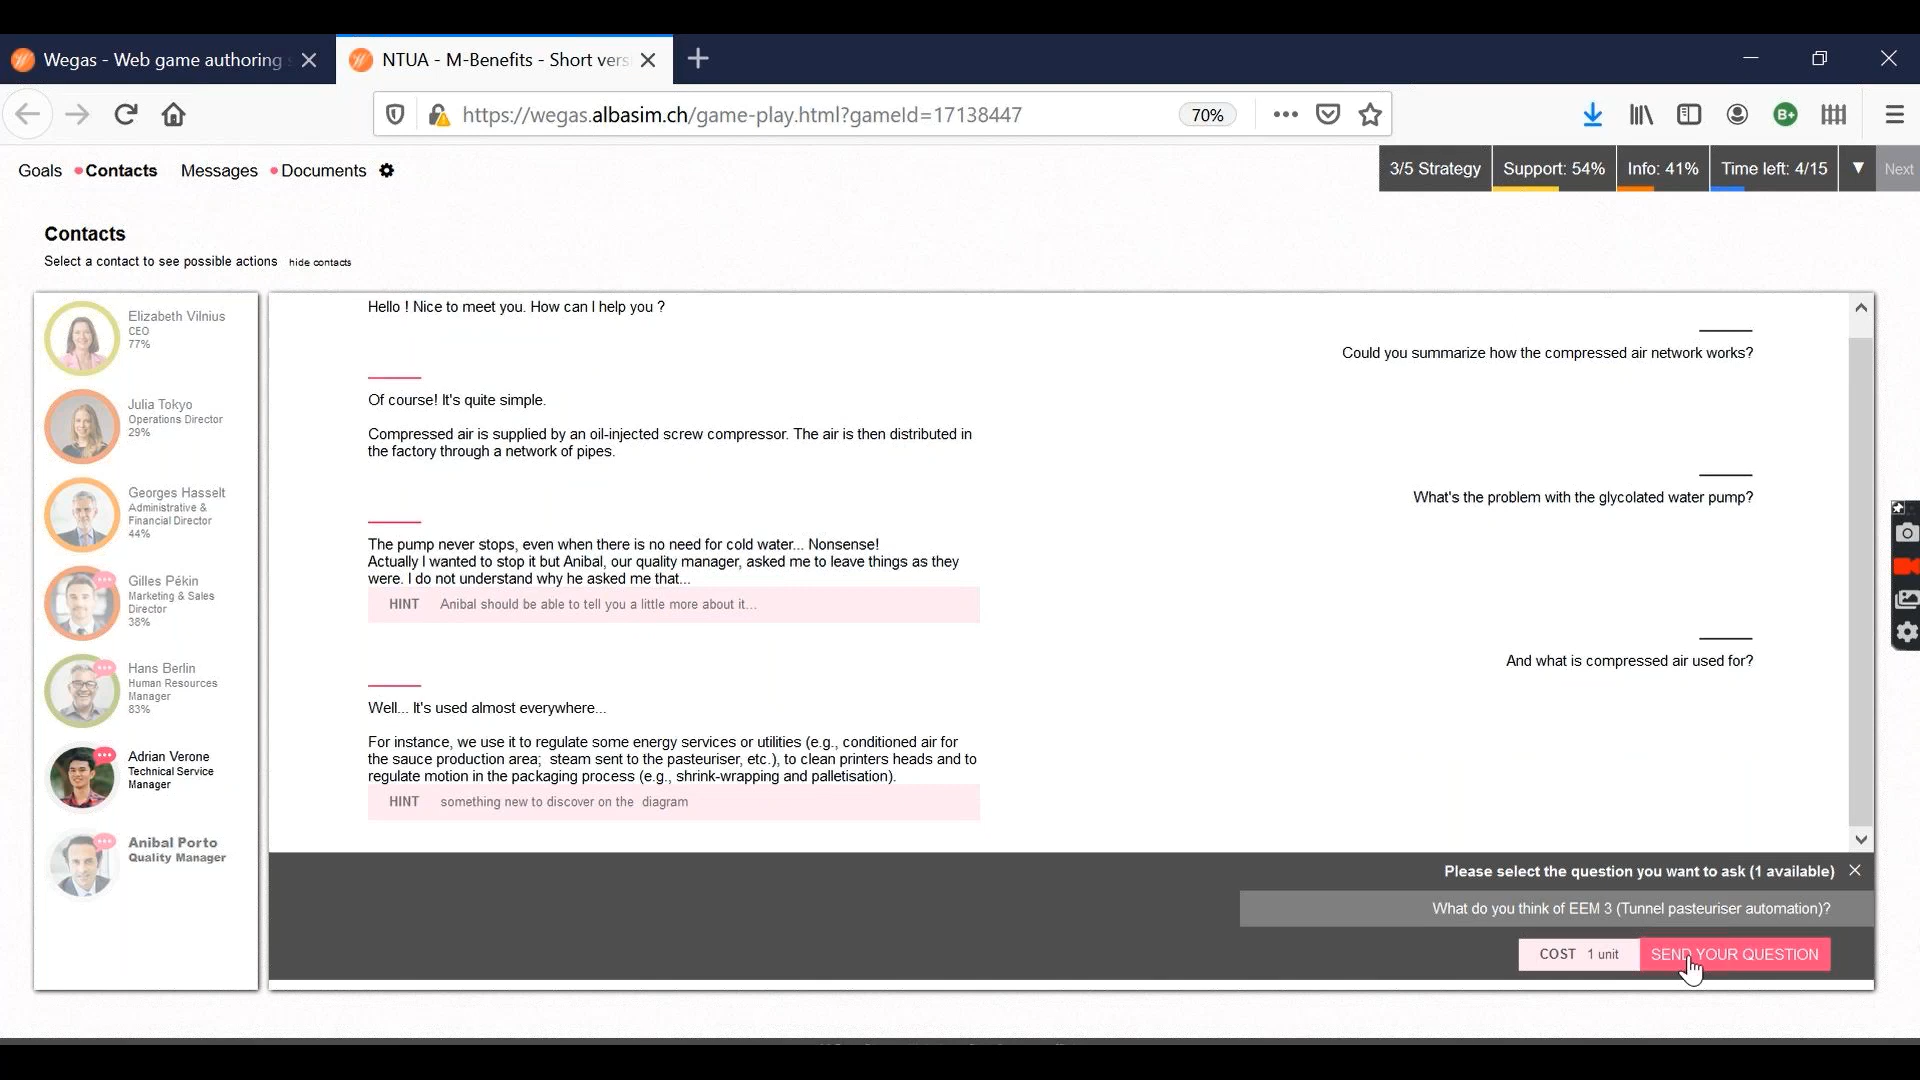 Wegas - Web game authoring s
NTUA - M-Benefits - Short versi
https://wegas.albasim.ch/game-play.html?gameId=17138447
70%
B+
Goals
Contacts
Messages
Documents
3/5 Strategy
Support: 54%
Info: 41%
Time left: 4/15
▼
Next
Contacts
Select a contact to see possible actions hide contacts
Elizabeth Vilnius
CEO
77%
Julia Tokyo
Operations Director
29%
Georges Hasselt
Administrative &
Financial Director
44%
Gilles Pékin
Marketing & Sales
Director
38%
Hans Berlin
Human Resources
Manager
83%
Adrian Verone
Technical Service
Manager
Anibal Porto
Quality Manager
Hello ! Nice to meet you. How can I help you ?
Could you summarize how the compressed air network works?
Of course! It's quite simple.
Compressed air is supplied by an oil-injected screw compressor. The air is then distributed in
the factory through a network of pipes.
What's the problem with the glycolated water pump?
The pump never stops, even when there is no need for cold water... Nonsense!
Actually I wanted to stop it but Anibal, our quality manager, asked me to leave things as they
were. I do not understand why he asked me that...
HINT Anibal should be able to tell you a little more about it...
And what is compressed air used for?
Well... It's used almost everywhere...
For instance, we use it to regulate some energy services or utilities (e.g., conditioned air for
the sauce production area; steam sent to the pasteuriser, etc.), to clean printers heads and to
regulate motion in the packaging process (e.g., shrink-wrapping and palletisation).
HINT something new to discover on the diagram
Please select the question you want to ask (1 available)
What do you think of EEM 3 (Tunnel pasteuriser automation)?
COST 1 unit
SEND YOUR QUESTION